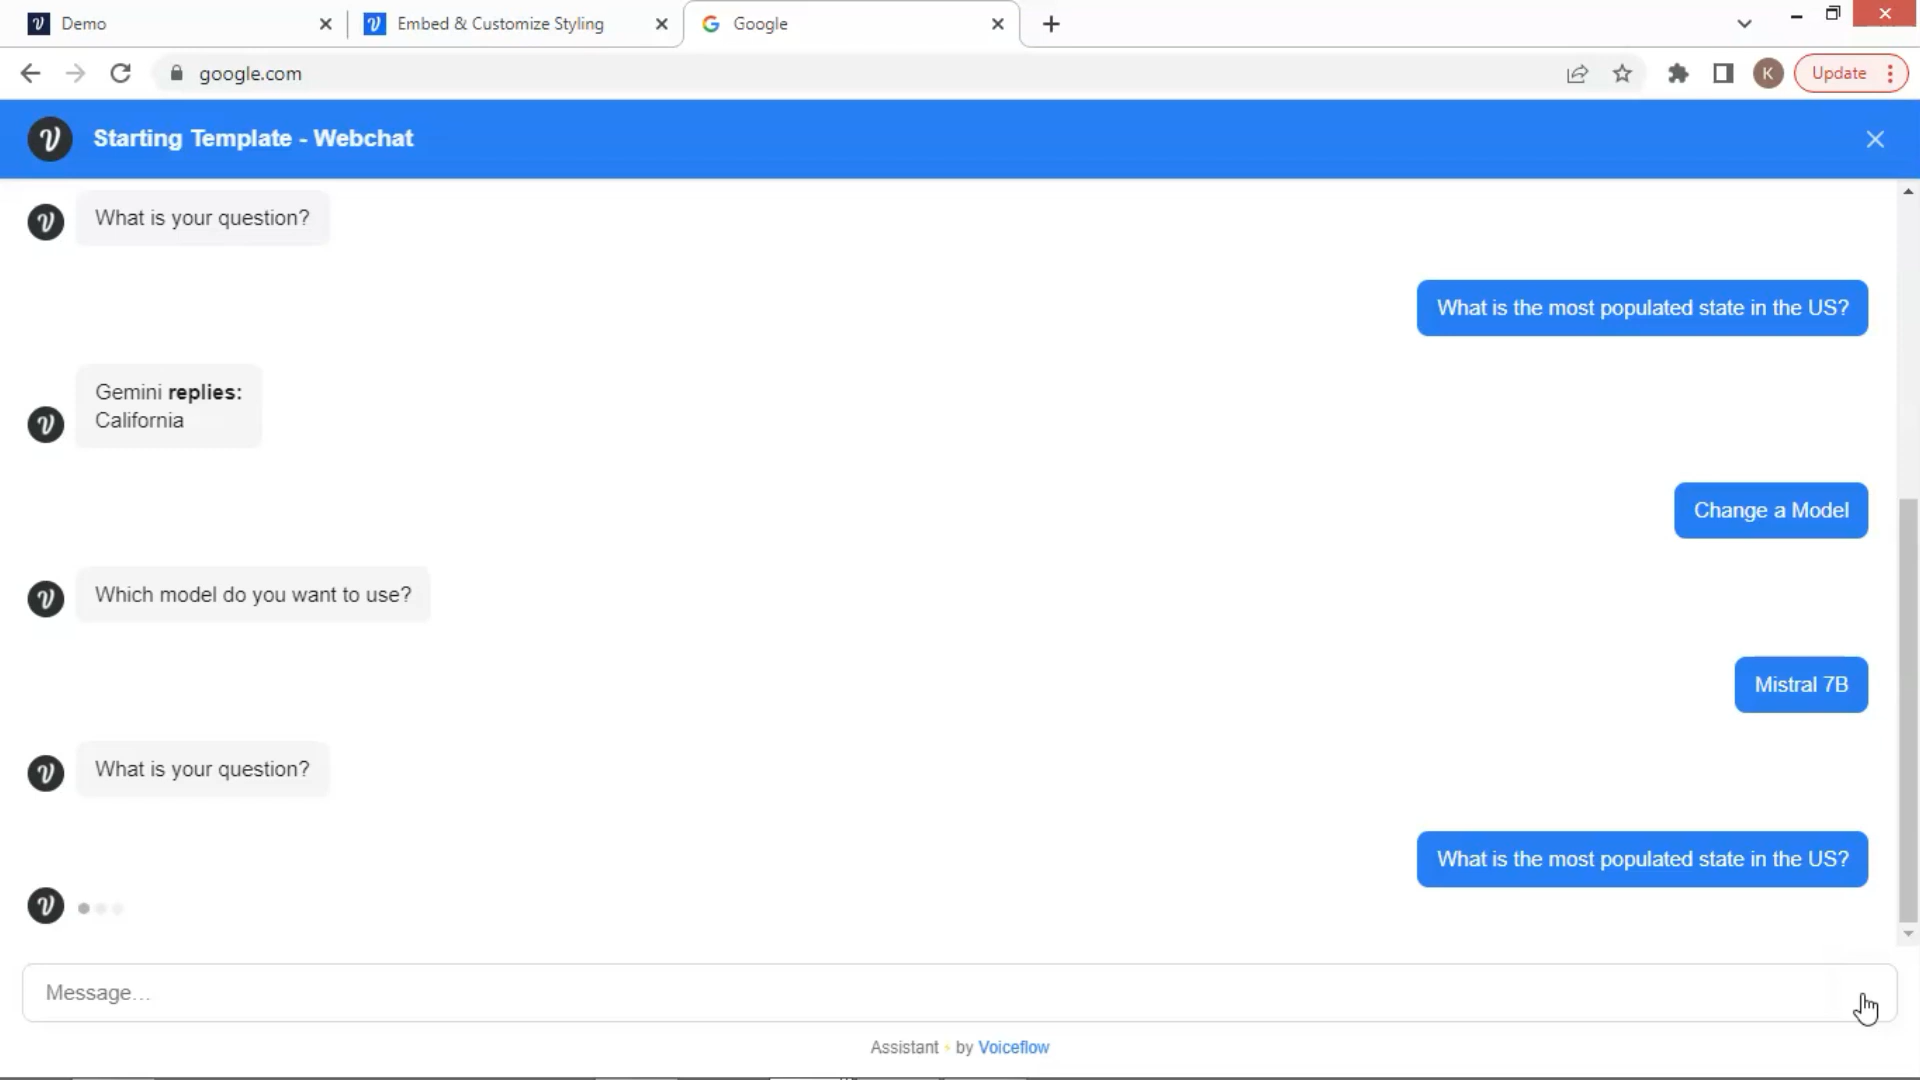 Demo
Embed & Customize Styling
Google
google.com
K
Update
Starting Template - Webchat
What is your question?
What is the most populated state in the US?
Gemini replies:
California
Change a Model
Which model do you want to use?
Mistral 7B
What is your question?
What is the most populated state in the US?
Message...
Assistant by Voiceflow